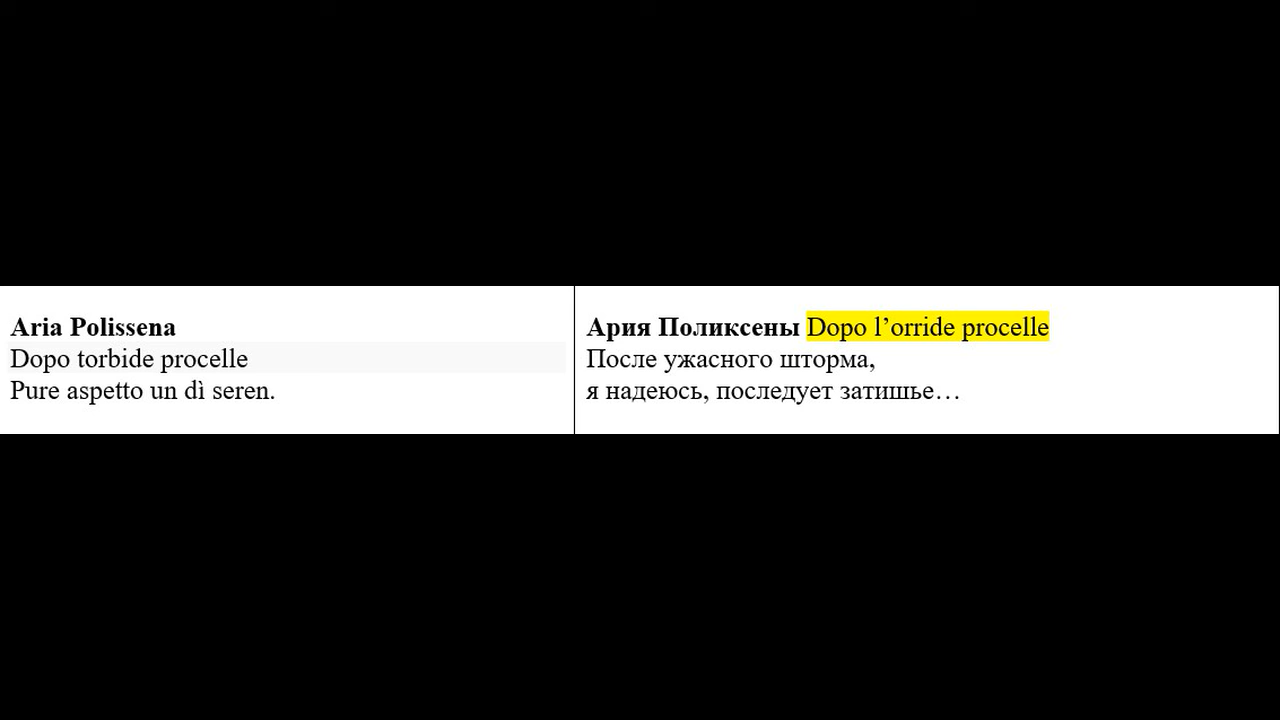 Aria Polissena
Dopo torbide procelle
Pure aspetto un dì seren.
Ария Поликсены Dopo l’orride procelle
После ужасного шторма,
я надеюсь, последует затишье…